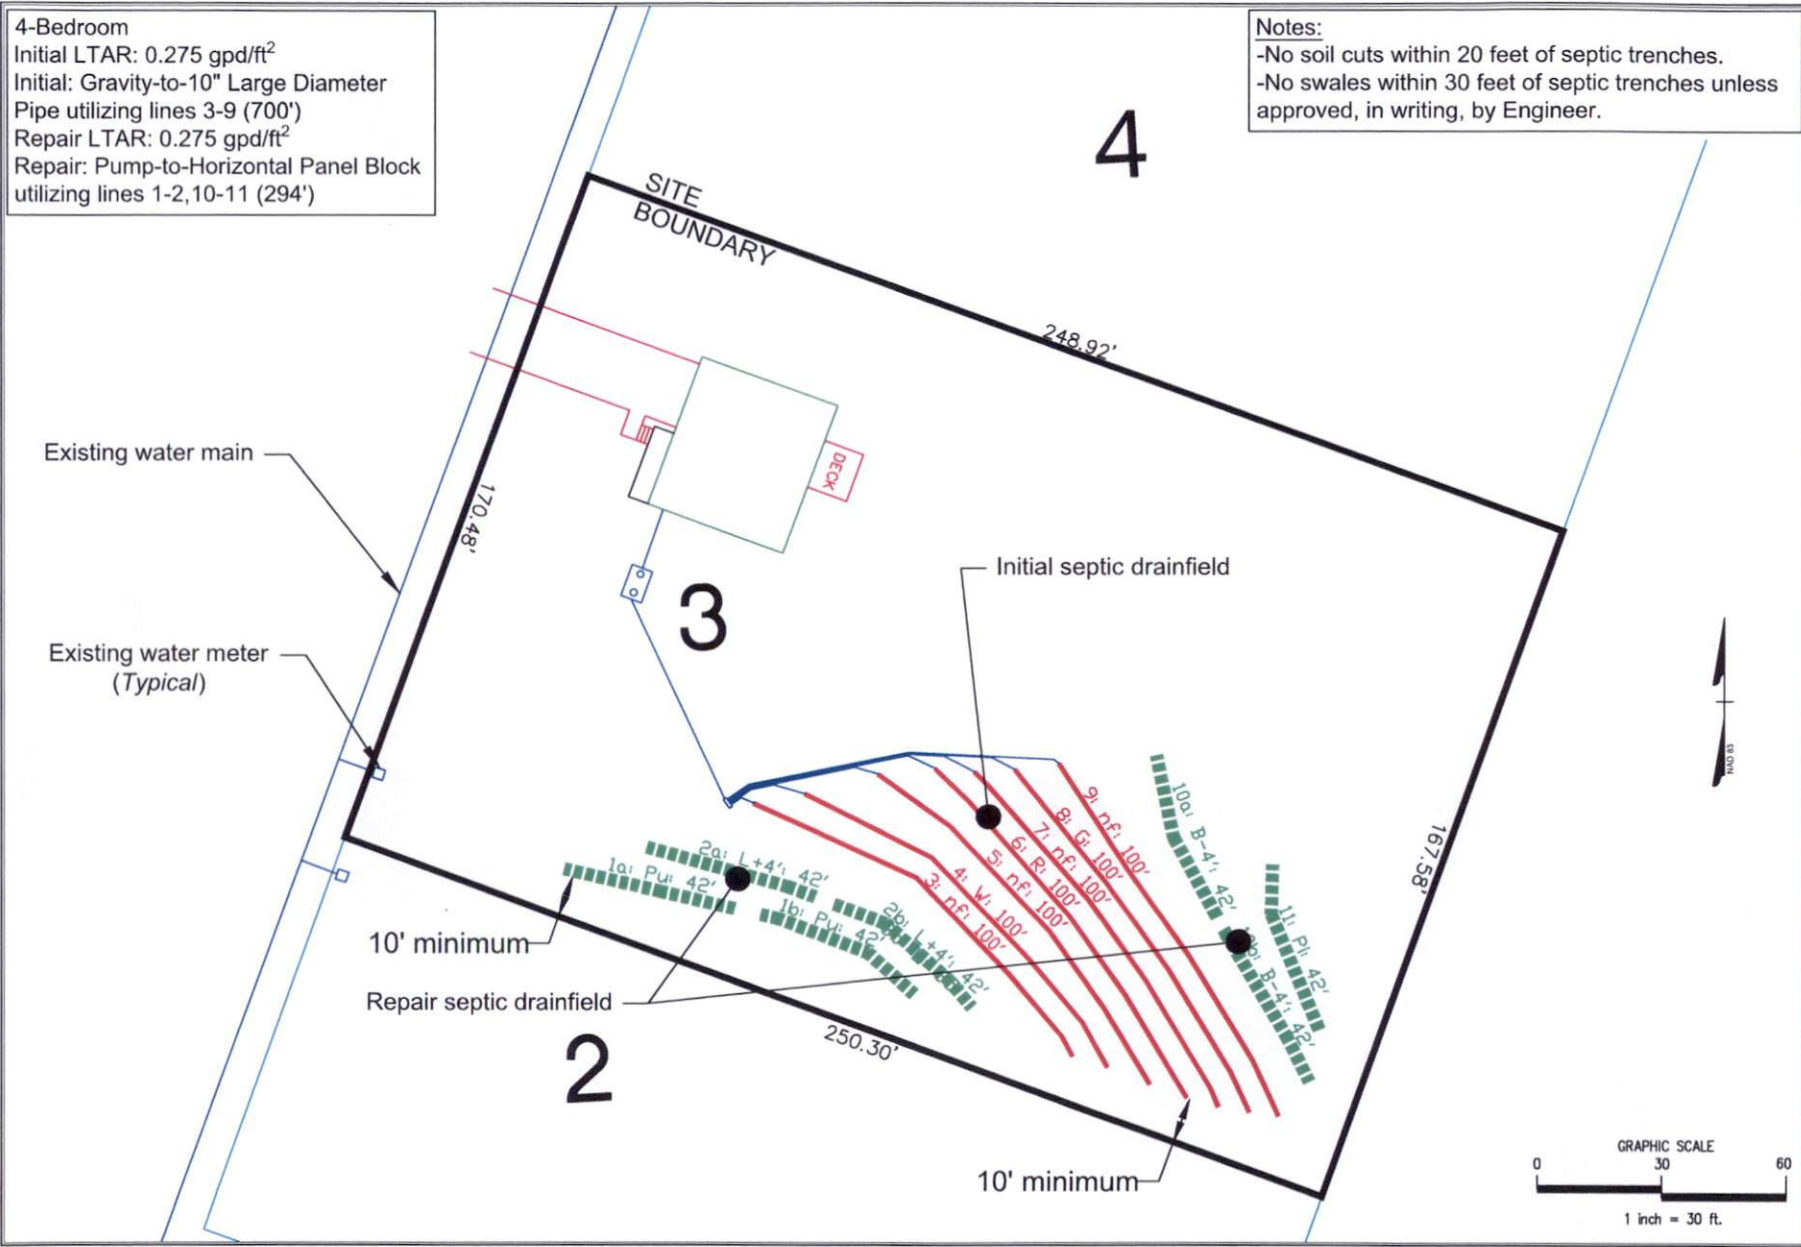 4-Bedroom
Initial LTAR: 0.275 gpd/ft²
Initial: Gravity-to-10" Large Diameter
Pipe utilizing lines 3-9 (700')
Repair LTAR: 0.275 gpd/ft²
Repair: Pump-to-Horizontal Panel Block
utilizing lines 1-2,10-11 (294')
Notes:
-No soil cuts within 20 feet of septic trenches.
-No swales within 30 feet of septic trenches unless
approved, in writing, by Engineer.
4
SITE
BOUNDARY
248.92'
Existing water main
DECK
170.48'
Initial septic drainfield
3
Existing water meter
(Typical)
NAD 83
10a: B-4': 42'
9: nf: 100'
8: G: 100'
7: nf: 100'
6: R: 100'
5: nf: 100'
4: W: 100'
3: nf: 100'
2a: L+4': 42'
1a: Pu: 42'
1b: Pu: 42'
2b: L+4': 42'
11: Pi: 42'
10b: B-4': 42'
167.58'
10' minimum
Repair septic drainfield
250.30'
2
10' minimum
GRAPHIC SCALE
0 30 60
1 inch = 30 ft.